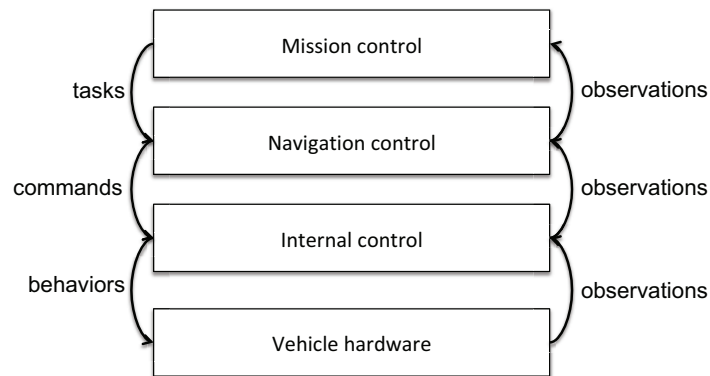 Mission control
tasks
observations
Navigation control
commands
observations
Internal control
behaviors
observations
Vehicle hardware